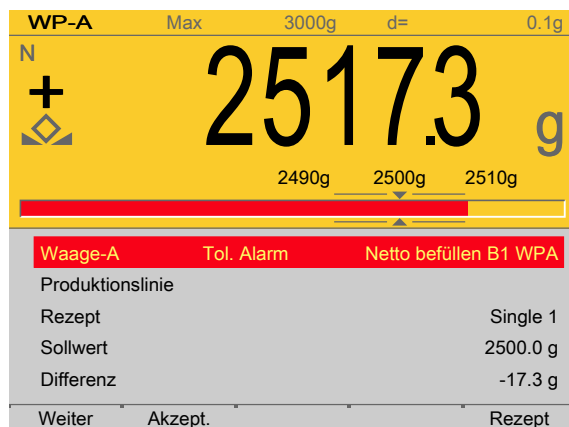 WP-A Max 3000g d= 0.1g
N
+ 2517.3 g
2490g 2500g 2510g
Waage-A Tol. Alarm Netto befüllen B1 WPA
Produktionslinie
Rezept Single 1
Sollwert 2500.0 g
Differenz -17.3 g
Weiter Akzept. Rezept